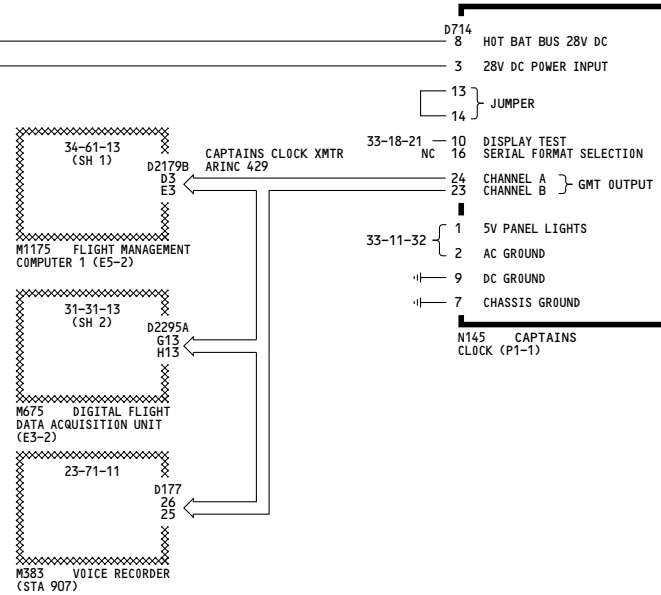 D714
8 HOT BAT BUS 28V DC
3 28V DC POWER INPUT
13
14
JUMPER
33-18-21 10 DISPLAY TEST
NC 16 SERIAL FORMAT SELECTION
24 CHANNEL A
23 CHANNEL B
GMT OUTPUT
33-11-32
1 5V PANEL LIGHTS
2 AC GROUND
9 DC GROUND
7 CHASSIS GROUND
N145 CAPTAINS
CLOCK (P1-1)
CAPTAINS CLOCK XMTR
ARINC 429
34-61-13
(SH 1)
D2179B
D3
E3
M1175 FLIGHT MANAGEMENT
COMPUTER 1 (E5-2)
31-31-13
(SH 2)
D2295A
G13
H13
M675 DIGITAL FLIGHT
DATA ACQUISITION UNIT
(E3-2)
23-71-11
D177
26
25
M383 VOICE RECORDER
(STA 907)